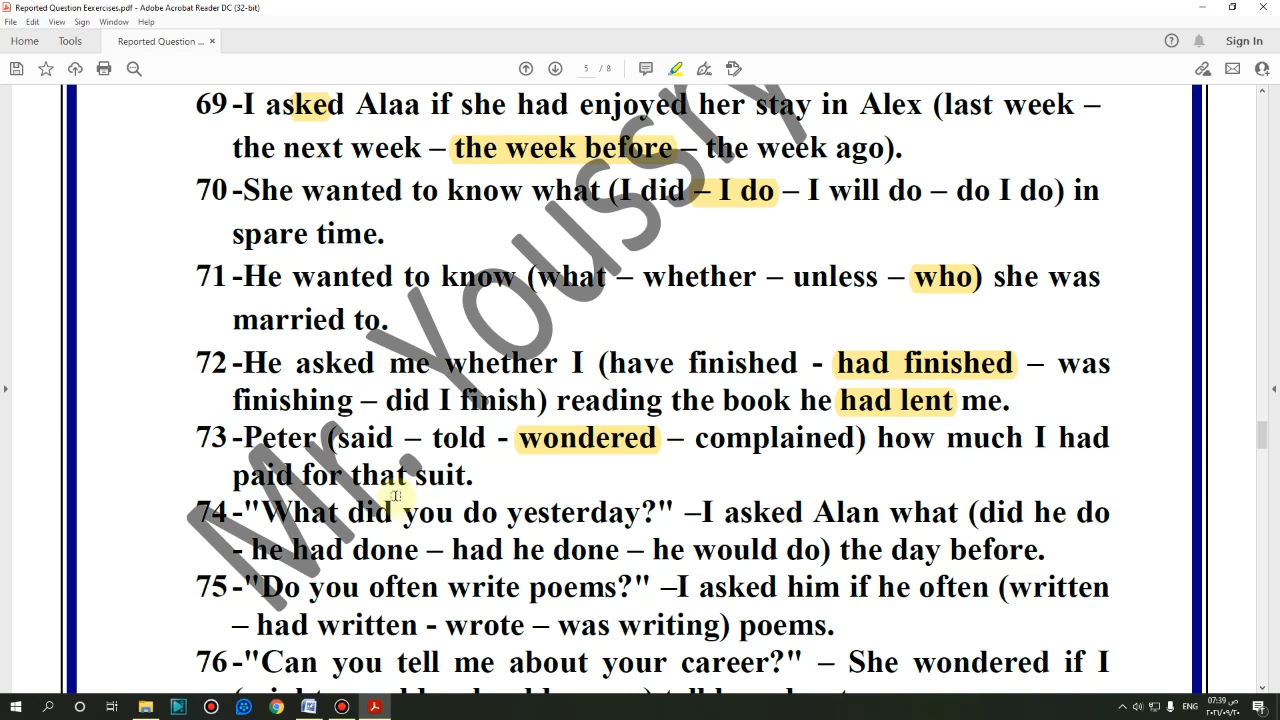 Reported Question Eexercises.pdf - Adobe Acrobat Reader DC (32-bit)
File Edit View Sign Window Help
Home Tools Reported Question ... × Sign In
5 / 8
69 -I asked Alaa if she had enjoyed her stay in Alex (last week –
the next week – the week before – the week ago).
70 -She wanted to know what (I did – I do – I will do – do I do) in
spare time.
71 -He wanted to know (what – whether – unless – who) she was
married to.
72 -He asked me whether I (have finished - had finished – was
finishing – did I finish) reading the book he had lent me.
73 -Peter (said – told - wondered – complained) how much I had
paid for that suit.
74 -"What did you do yesterday?" –I asked Alan what (did he do
- he had done – had he done – he would do) the day before.
75 -"Do you often write poems?" –I asked him if he often (written
– had written - wrote – was writing) poems.
76 -"Can you tell me about your career?" – She wondered if I
Mr. Youssry
ENG
07:39 ص
٢٠٢١/٠٩/٢٠